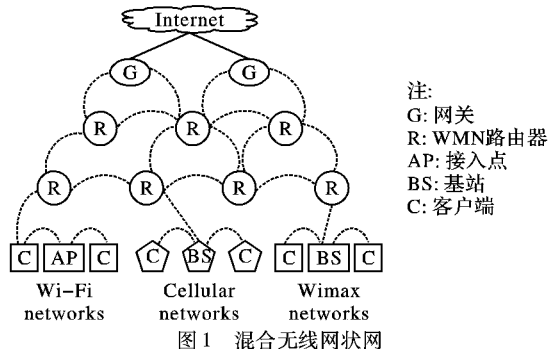 Internet
G G
R R R
R R R R
注:
G: 网关
R: WMN路由器
AP: 接入点
BS: 基站
C: 客户端
C AP C C BS C C BS C
Wi-Fi networks
Cellular networks
Wimax networks
图1 混合无线网状网